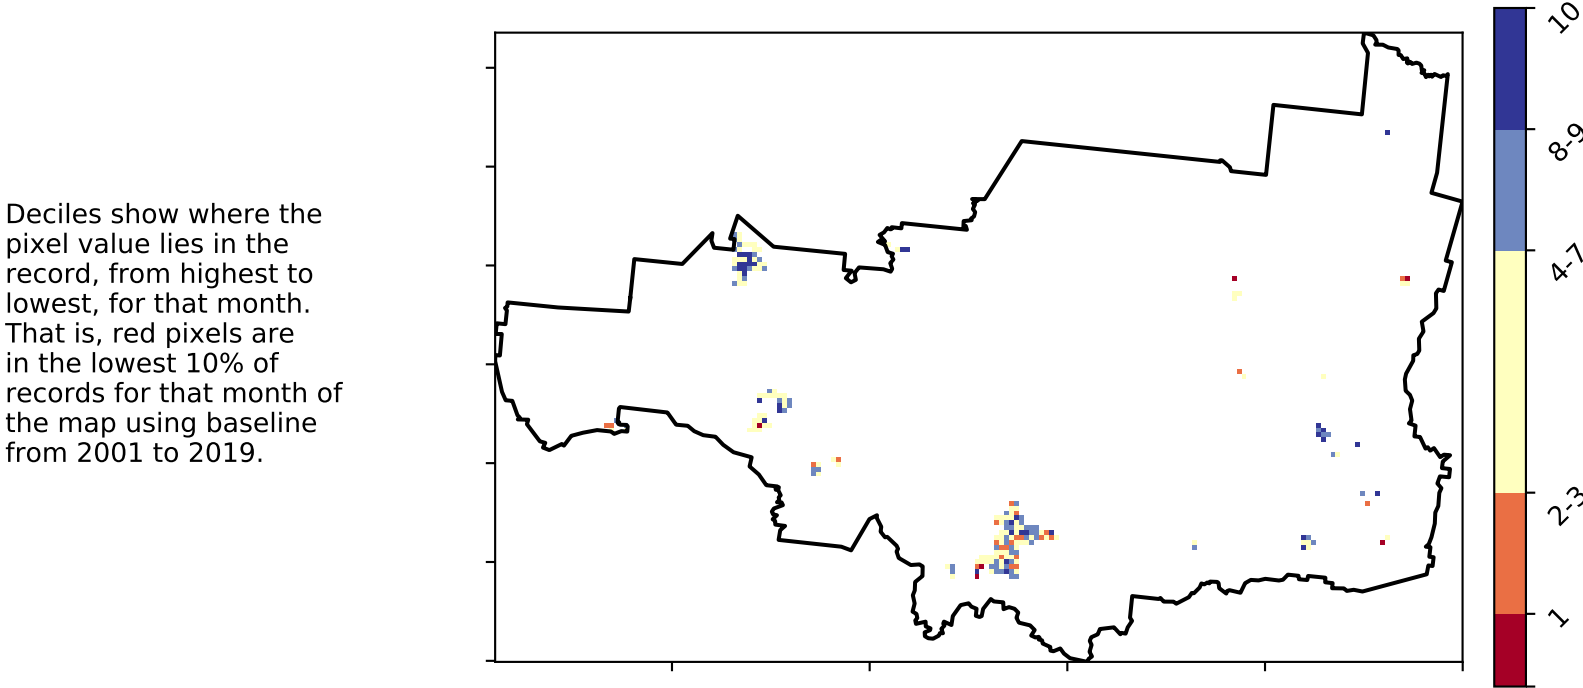 Deciles show where the
pixel value lies in the
record, from highest to
lowest, for that month.
That is, red pixels are
in the lowest 10% of
records for that month of
the map using baseline
from 2001 to 2019.
10
8-9
4-7
2-3
1